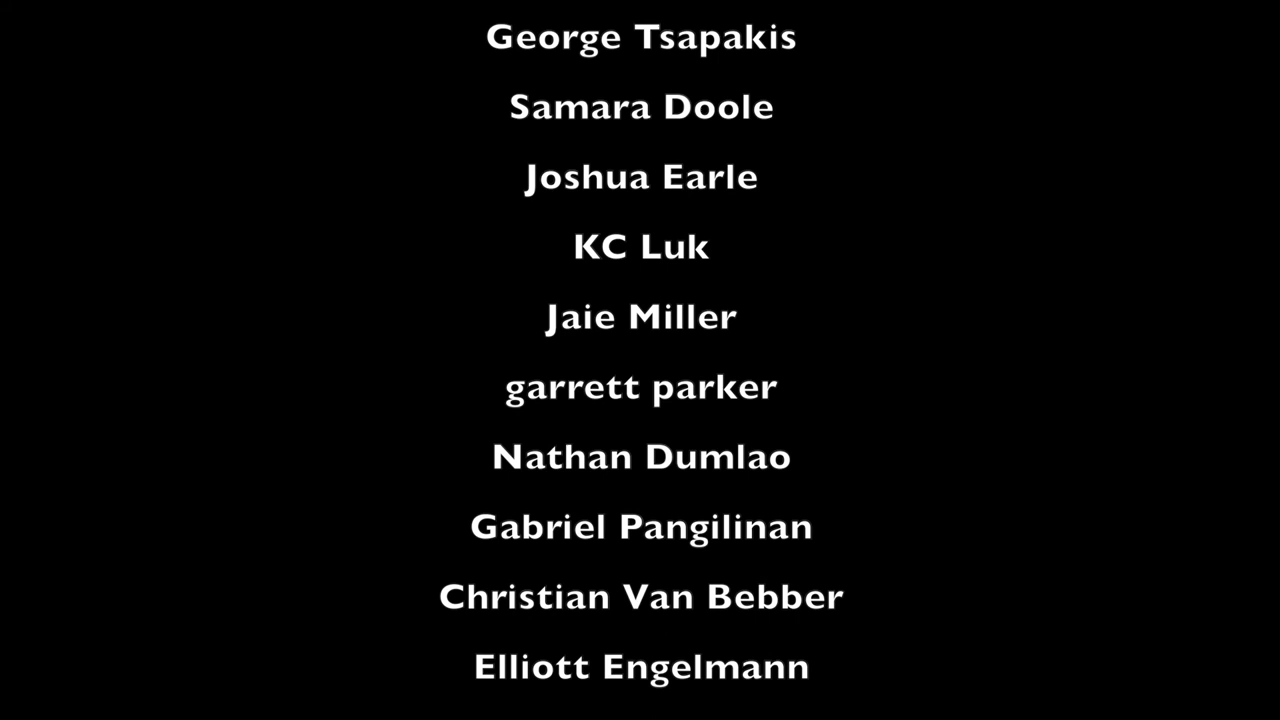 George Tsapakis
Samara Doole
Joshua Earle
KC Luk
Jaie Miller
garrett parker
Nathan Dumlao
Gabriel Pangilinan
Christian Van Bebber
Elliott Engelmann